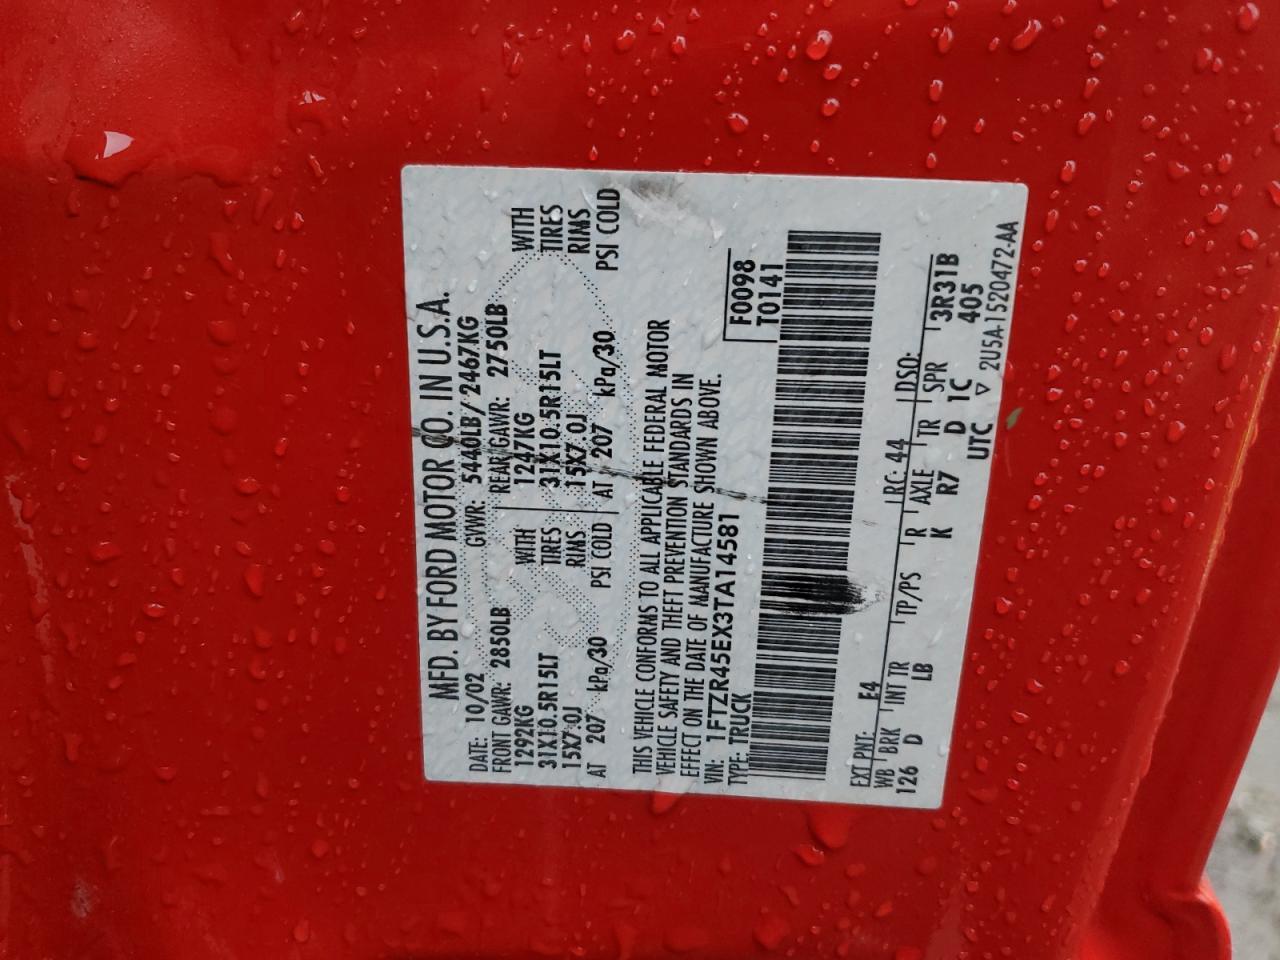 MFD. BY FORD MOTOR CO. IN U.S.A.
DATE: 10/02 GVWR: 5440LB/2467KG
FRONT GAWR: 2850LB REAR GAWR: 2750LB
1292KG WITH 1247KG WITH
31X10.5R15LT TIRES 31X10.5R15LT TIRES
15X7.0J RIMS 15X7.0J RIMS
AT 207 kPa/30 PSI COLD AT 207 kPa/30 PSI COLD
THIS VEHICLE CONFORMS TO ALL APPLICABLE FEDERAL MOTOR
VEHICLE SAFETY AND THEFT PREVENTION STANDARDS IN
EFFECT ON THE DATE OF MANUFACTURE SHOWN ABOVE.
VIN: 1FTZR45EX3TA14581 F0098
TYPE: TRUCK T0141
EXT PNT: E4 RC: 44 DSO:
WB BRK INT TR TP/PS R AXLE TR SPR 3R31B
126 D LB K R7 D 1C 405
UTC ▽ 2U5A-1520472-AA